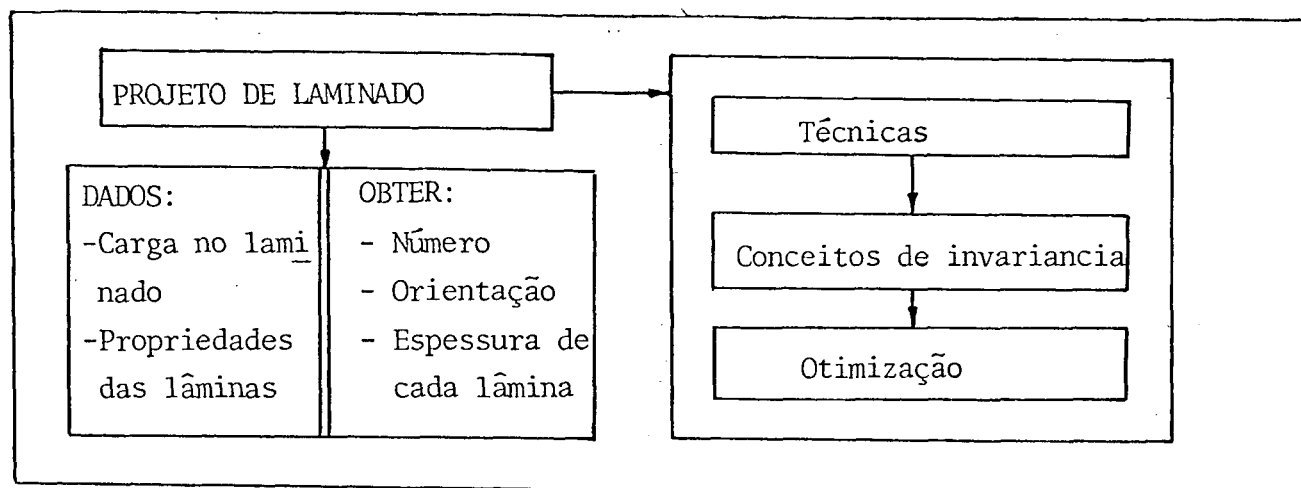 PROJETO DE LAMINADO
DADOS:
-Carga no lami
nado
-Propriedades
das lâminas
OBTER:
- Número
- Orientação
- Espessura de
cada lâmina
Técnicas
Conceitos de invariancia
Otimização